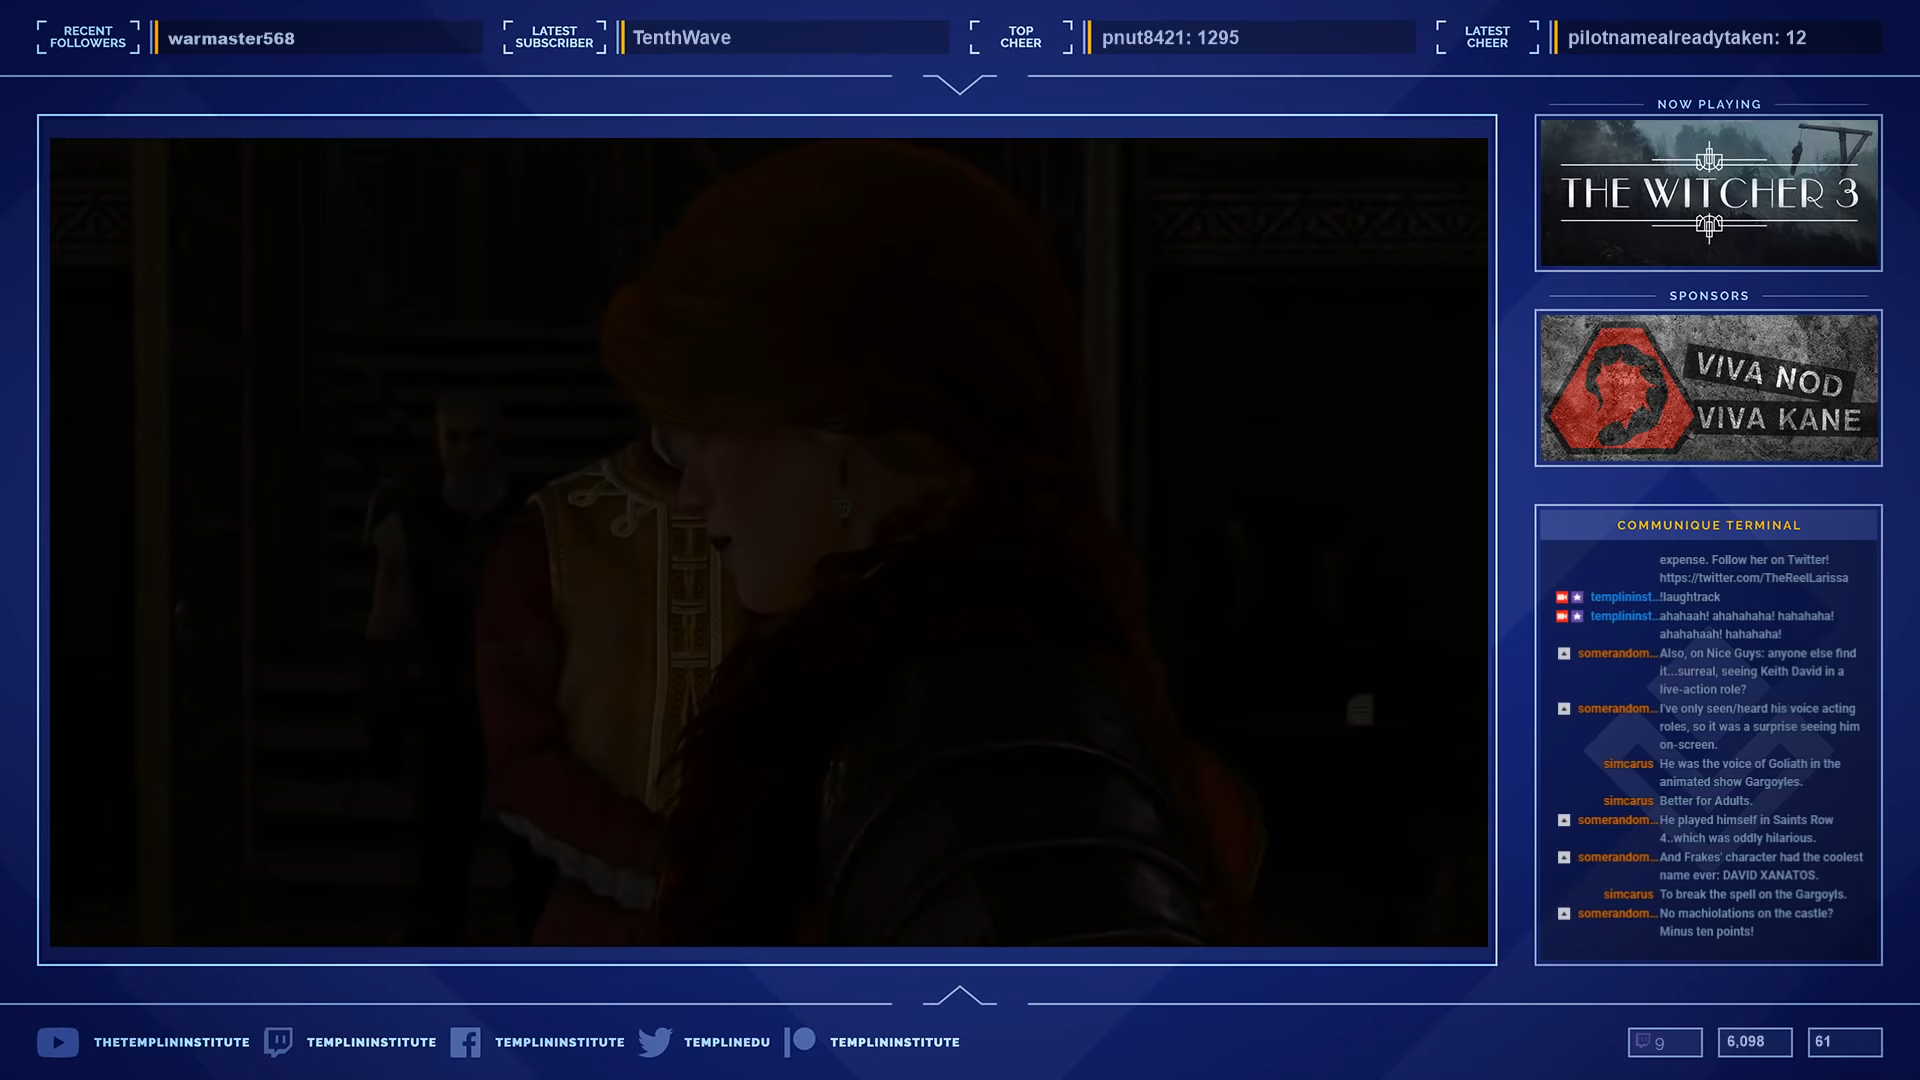 RECENT
FOLLOWERS
warmaster568
LATEST
SUBSCRIBER
TenthWave
TOP
CHEER
pnut8421: 1295
LATEST
CHEER
pilotnamealreadytaken: 12
NOW PLAYING
THE WITCHER 3
SPONSORS
VIVA NOD
VIVA KANE
COMMUNIQUE TERMINAL
expense. Follow her on Twitter!
https://twitter.com/TheReelLarissa
templininst... !laughtrack
templininst... ahahaah! ahahahaha! hahahaha!
ahahahaah! hahahaha!
somerandom... Also, on Nice Guys: anyone else find
it...surreal, seeing Keith David in a
live-action role?
somerandom... I've only seen/heard his voice acting
roles, so it was a surprise seeing him
on-screen.
simcarus He was the voice of Goliath in the
animated show Gargoyles.
simcarus Better for Adults.
somerandom... He played himself in Saints Row
4..which was oddly hilarious.
somerandom... And Frakes' character had the coolest
name ever: DAVID XANATOS.
simcarus To break the spell on the Gargoyls.
somerandom... No machiolations on the castle?
Minus ten points!
THETEMPLININSTITUTE
TEMPLININSTITUTE
TEMPLININSTITUTE
TEMPLINEDU
TEMPLININSTITUTE
9
6,098
61